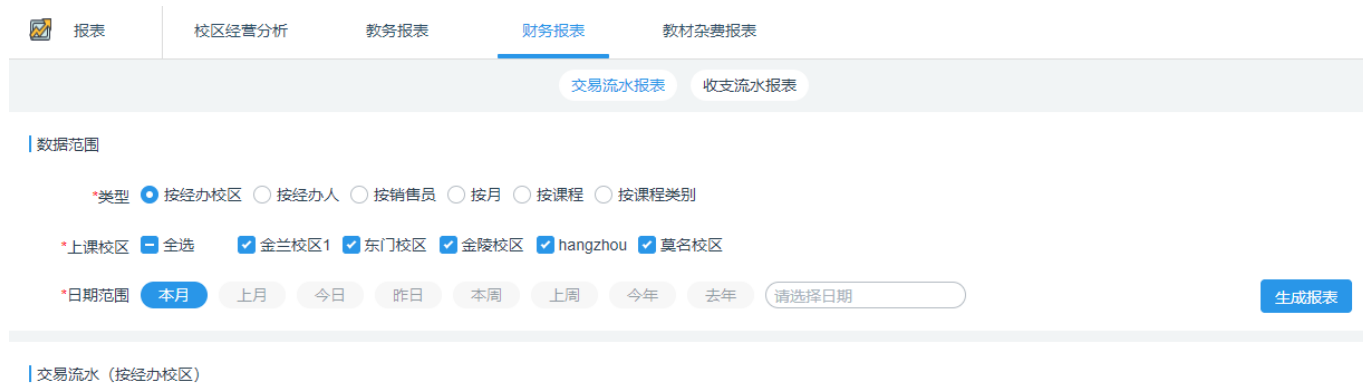 报表 校区经营分析 教务报表 财务报表 教材杂费报表
交易流水报表 收支流水报表
数据范围
*类型 按经办校区 按经办人 按销售员 按月 按课程 按课程类别
*上课校区 全选 金兰校区1 东门校区 金陵校区 hangzhou 莫名校区
*日期范围 本月 上月 今日 昨日 本周 上周 今年 去年 请选择日期 生成报表
交易流水（按经办校区）